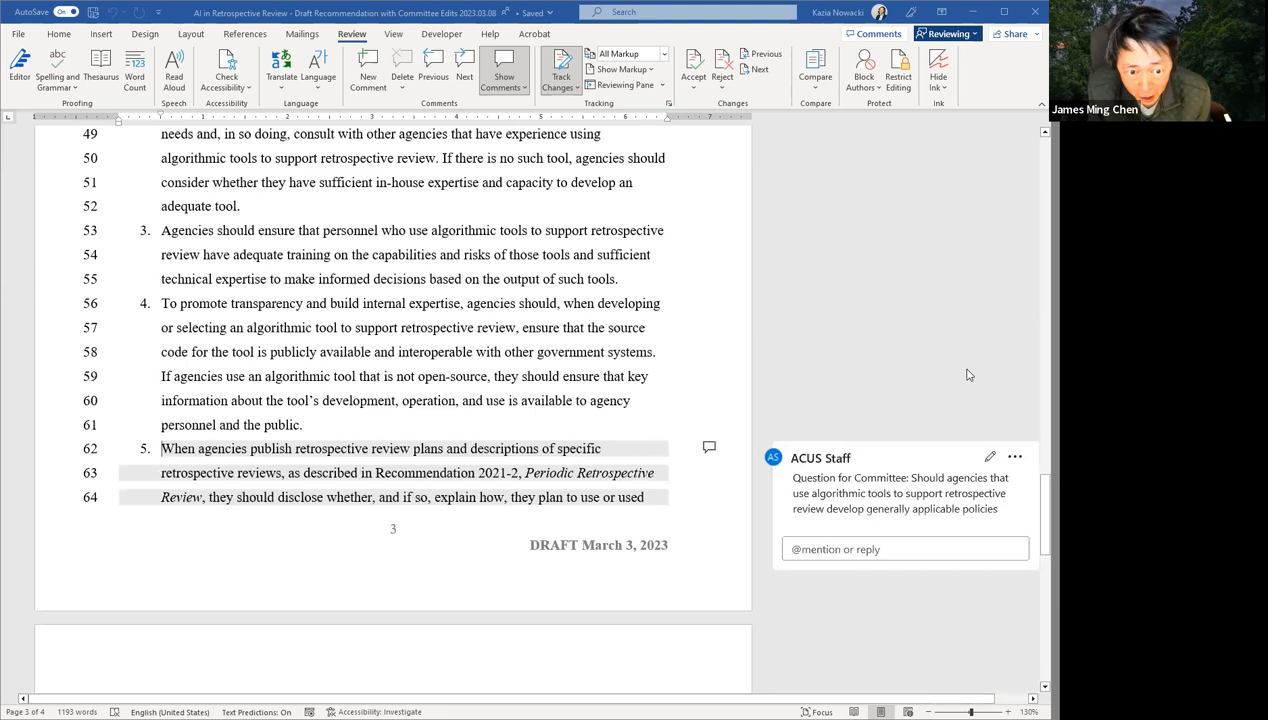 AutoSave On AI in Retrospective Review - Draft Recommendation with Committee Edits 2023.03.08 • Saved Search Kazia Nowacki
File Home Insert Design Layout References Mailings Review View Developer Help Acrobat Comments Reviewing Share
Editor Spelling and Grammar Thesaurus Word Count Read Aloud Check Accessibility Translate Language New Comment Delete Previous Next Show Comments Track Changes All Markup Show Markup Reviewing Pane Accept Reject Previous Next Compare Block Authors Restrict Editing Hide Ink
Proofing Speech Accessibility Language Comments Tracking Changes Compare Protect Ink
James Ming Chen
1 1 2 3 4 5 6 7
49 needs and, in so doing, consult with other agencies that have experience using
50 algorithmic tools to support retrospective review. If there is no such tool, agencies should
51 consider whether they have sufficient in-house expertise and capacity to develop an
52 adequate tool.
53 3. Agencies should ensure that personnel who use algorithmic tools to support retrospective
54 review have adequate training on the capabilities and risks of those tools and sufficient
55 technical expertise to make informed decisions based on the output of such tools.
56 4. To promote transparency and build internal expertise, agencies should, when developing
57 or selecting an algorithmic tool to support retrospective review, ensure that the source
58 code for the tool is publicly available and interoperable with other government systems.
59 If agencies use an algorithmic tool that is not open-source, they should ensure that key
60 information about the tool's development, operation, and use is available to agency
61 personnel and the public.
62 5. When agencies publish retrospective review plans and descriptions of specific
63 retrospective reviews, as described in Recommendation 2021-2, Periodic Retrospective
64 Review, they should disclose whether, and if so, explain how, they plan to use or used
3
DRAFT March 3, 2023
AS ACUS Staff
Question for Committee: Should agencies that
use algorithmic tools to support retrospective
review develop generally applicable policies
@mention or reply
Page 3 of 4 1193 words English (United States) Text Predictions: On Accessibility: Investigate Focus 130%